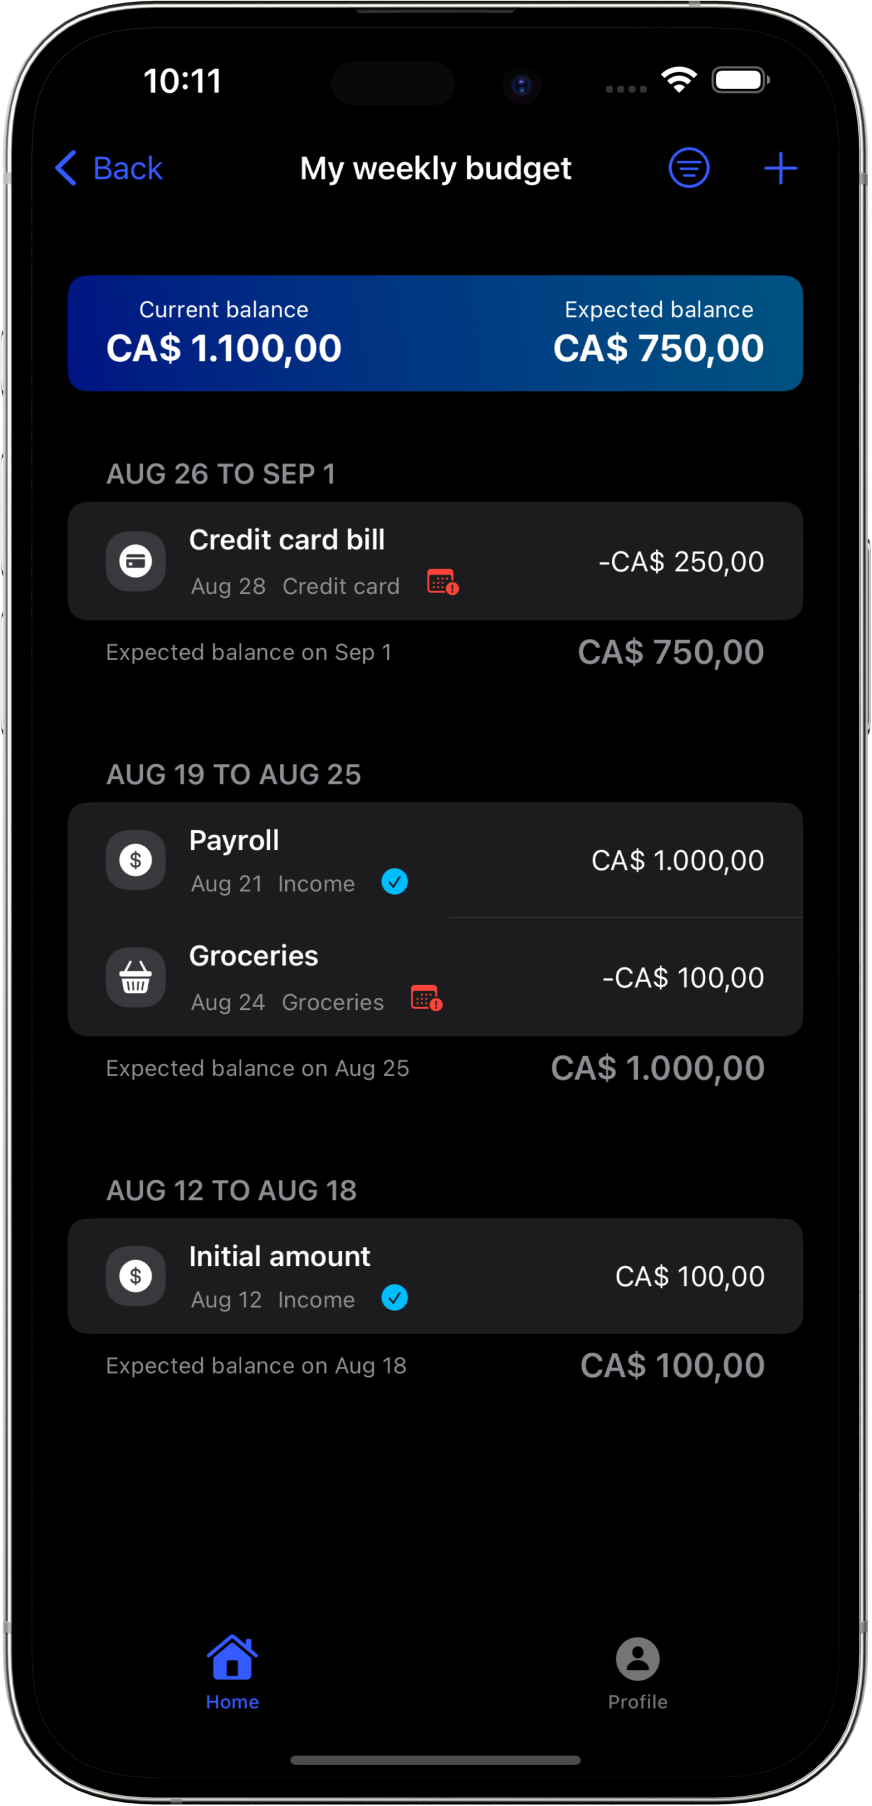 10:11
Back
My weekly budget
Current balance
Expected balance
CA$ 1.100,00
CA$ 750,00
AUG 26 TO SEP 1
Credit card bill
-CA$ 250,00
Aug 28 Credit card
Expected balance on Sep 1
CA$ 750,00
AUG 19 TO AUG 25
Payroll
CA$ 1.000,00
Aug 21 Income
Groceries
-CA$ 100,00
Aug 24 Groceries
Expected balance on Aug 25
CA$ 1.000,00
AUG 12 TO AUG 18
Initial amount
CA$ 100,00
Aug 12 Income
Expected balance on Aug 18
CA$ 100,00
Home
Profile